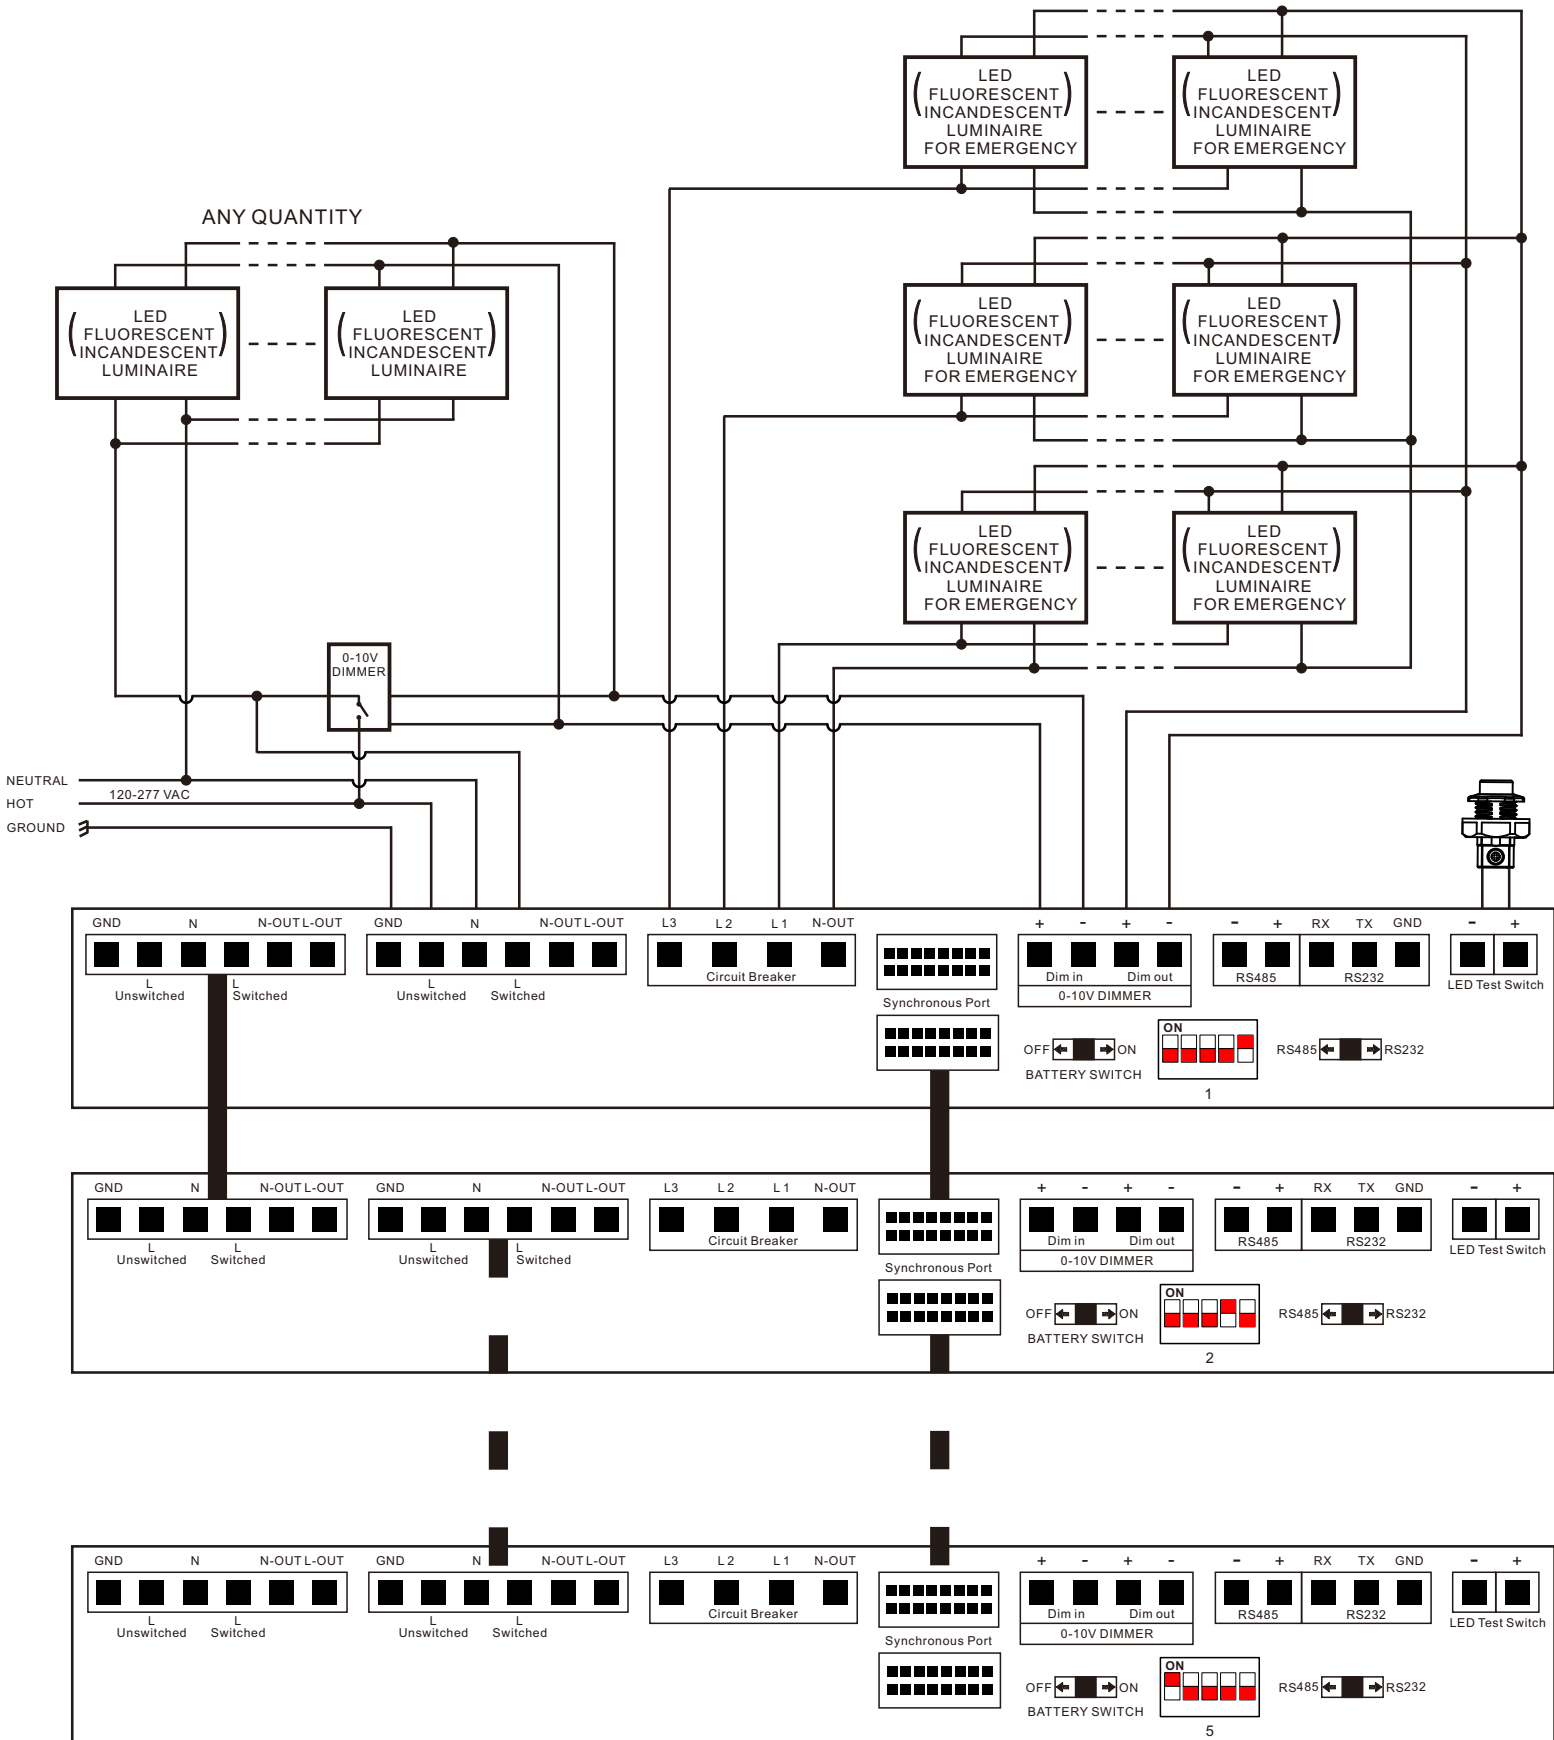 LED
FLUORESCENT
INCANDESCENT
LUMINAIRE
FOR EMERGENCY
LED
FLUORESCENT
INCANDESCENT
LUMINAIRE
FOR EMERGENCY
ANY QUANTITY
LED
FLUORESCENT
INCANDESCENT
LUMINAIRE
LED
FLUORESCENT
INCANDESCENT
LUMINAIRE
LED
FLUORESCENT
INCANDESCENT
LUMINAIRE
FOR EMERGENCY
LED
FLUORESCENT
INCANDESCENT
LUMINAIRE
FOR EMERGENCY
LED
FLUORESCENT
INCANDESCENT
LUMINAIRE
FOR EMERGENCY
LED
FLUORESCENT
INCANDESCENT
LUMINAIRE
FOR EMERGENCY
0-10V
DIMMER
NEUTRAL
120-277 VAC
HOT
GROUND
GND N N-OUT L-OUT GND N N-OUT L-OUT L3 L2 L1 N-OUT + - + - - + RX TX GND - +
L L L L Circuit Breaker Dim in Dim out RS485 RS232
Unswitched Switched Unswitched Switched LED Test Switch
Synchronous Port 0-10V DIMMER
ON
OFF ON RS485 RS232
BATTERY SWITCH
1
GND N N-OUT L-OUT GND N N-OUT L-OUT L3 L2 L1 N-OUT + - + - - + RX TX GND - +
L L L L Circuit Breaker Dim in Dim out RS485 RS232
Unswitched Switched Unswitched Switched LED Test Switch
Synchronous Port 0-10V DIMMER
ON
OFF ON RS485 RS232
BATTERY SWITCH
2
GND N N-OUT L-OUT GND N N-OUT L-OUT L3 L2 L1 N-OUT + - + - - + RX TX GND - +
L L L L Circuit Breaker Dim in Dim out RS485 RS232
Unswitched Switched Unswitched Switched LED Test Switch
Synchronous Port 0-10V DIMMER
ON
OFF ON RS485 RS232
BATTERY SWITCH
5